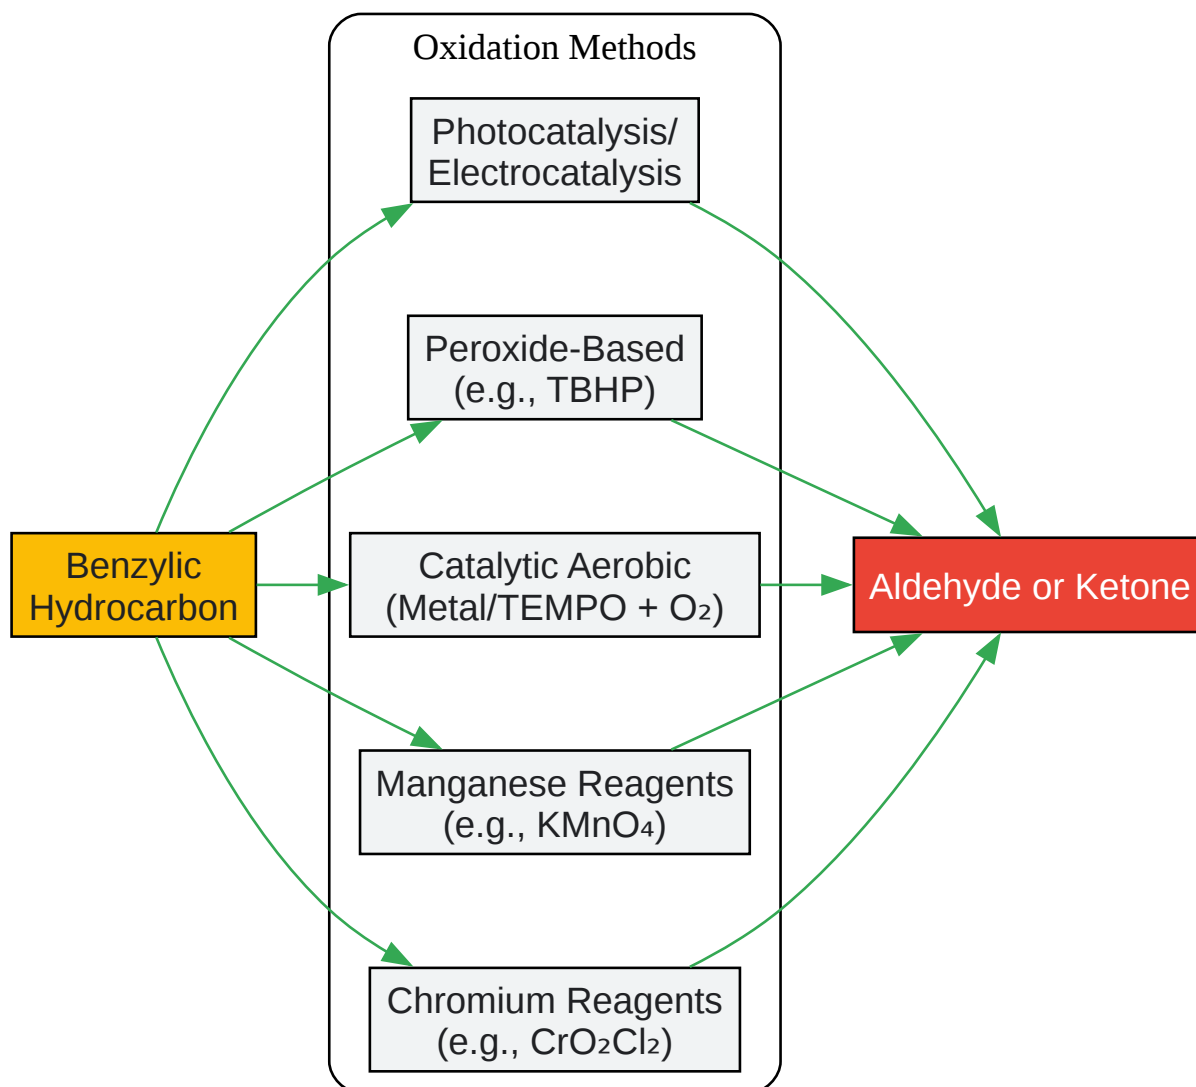 Oxidation Methods
Photocatalysis/
Electrocatalysis
Peroxide-Based
(e.g., TBHP)
Benzylic
Hydrocarbon
Catalytic Aerobic
(Metal/TEMPO + O₂)
Aldehyde or Ketone
Manganese Reagents
(e.g., KMnO₄)
Chromium Reagents
(e.g., CrO₂Cl₂)